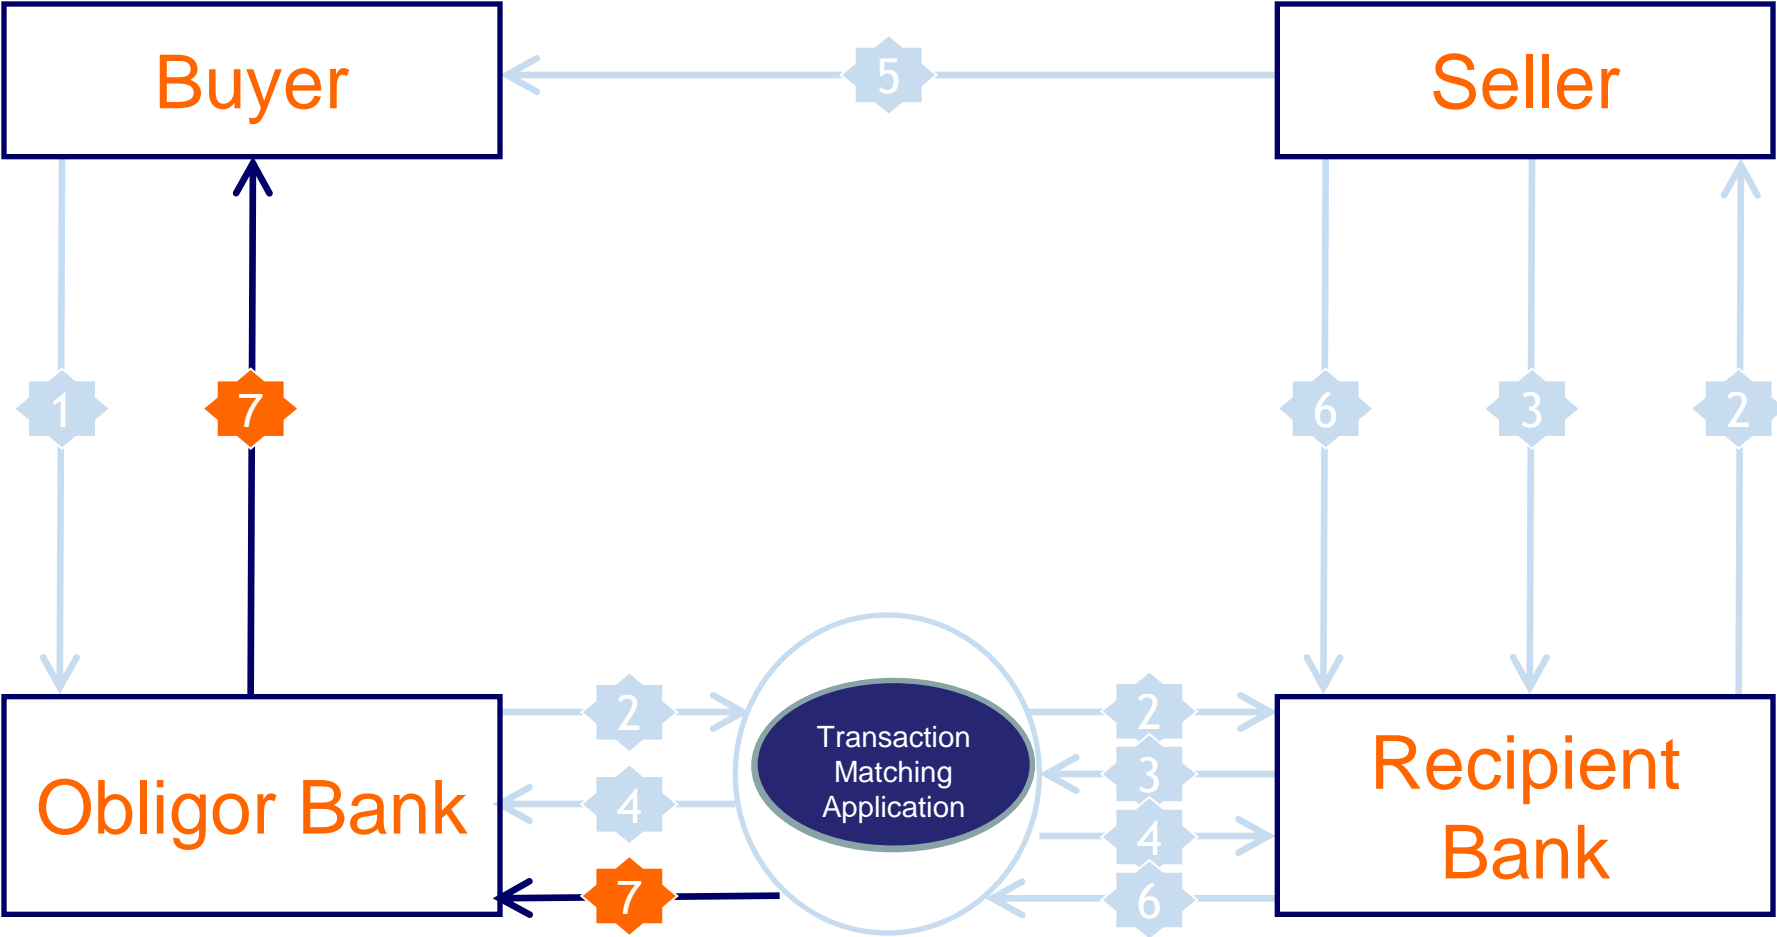 Buyer
5
Seller
1
7
6
3
2
2
4
7
Transaction
Matching
Application
2
3
4
6
Obligor Bank
Recipient
Bank